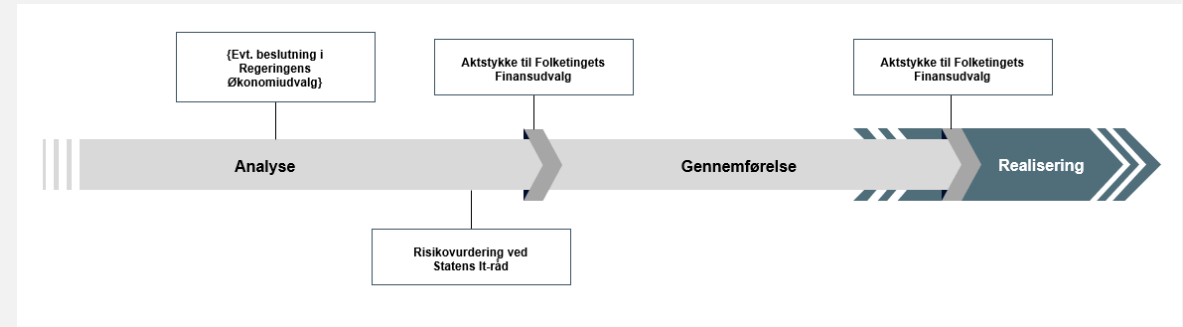 {Evt. beslutning i
Regeringens
Økonomiudvalg}
Aktstykke til Folketingets
Finansudvalg
Aktstykke til Folketingets
Finansudvalg
Analyse
Gennemførelse
Realisering
Risikovurdering ved
Statens It-råd